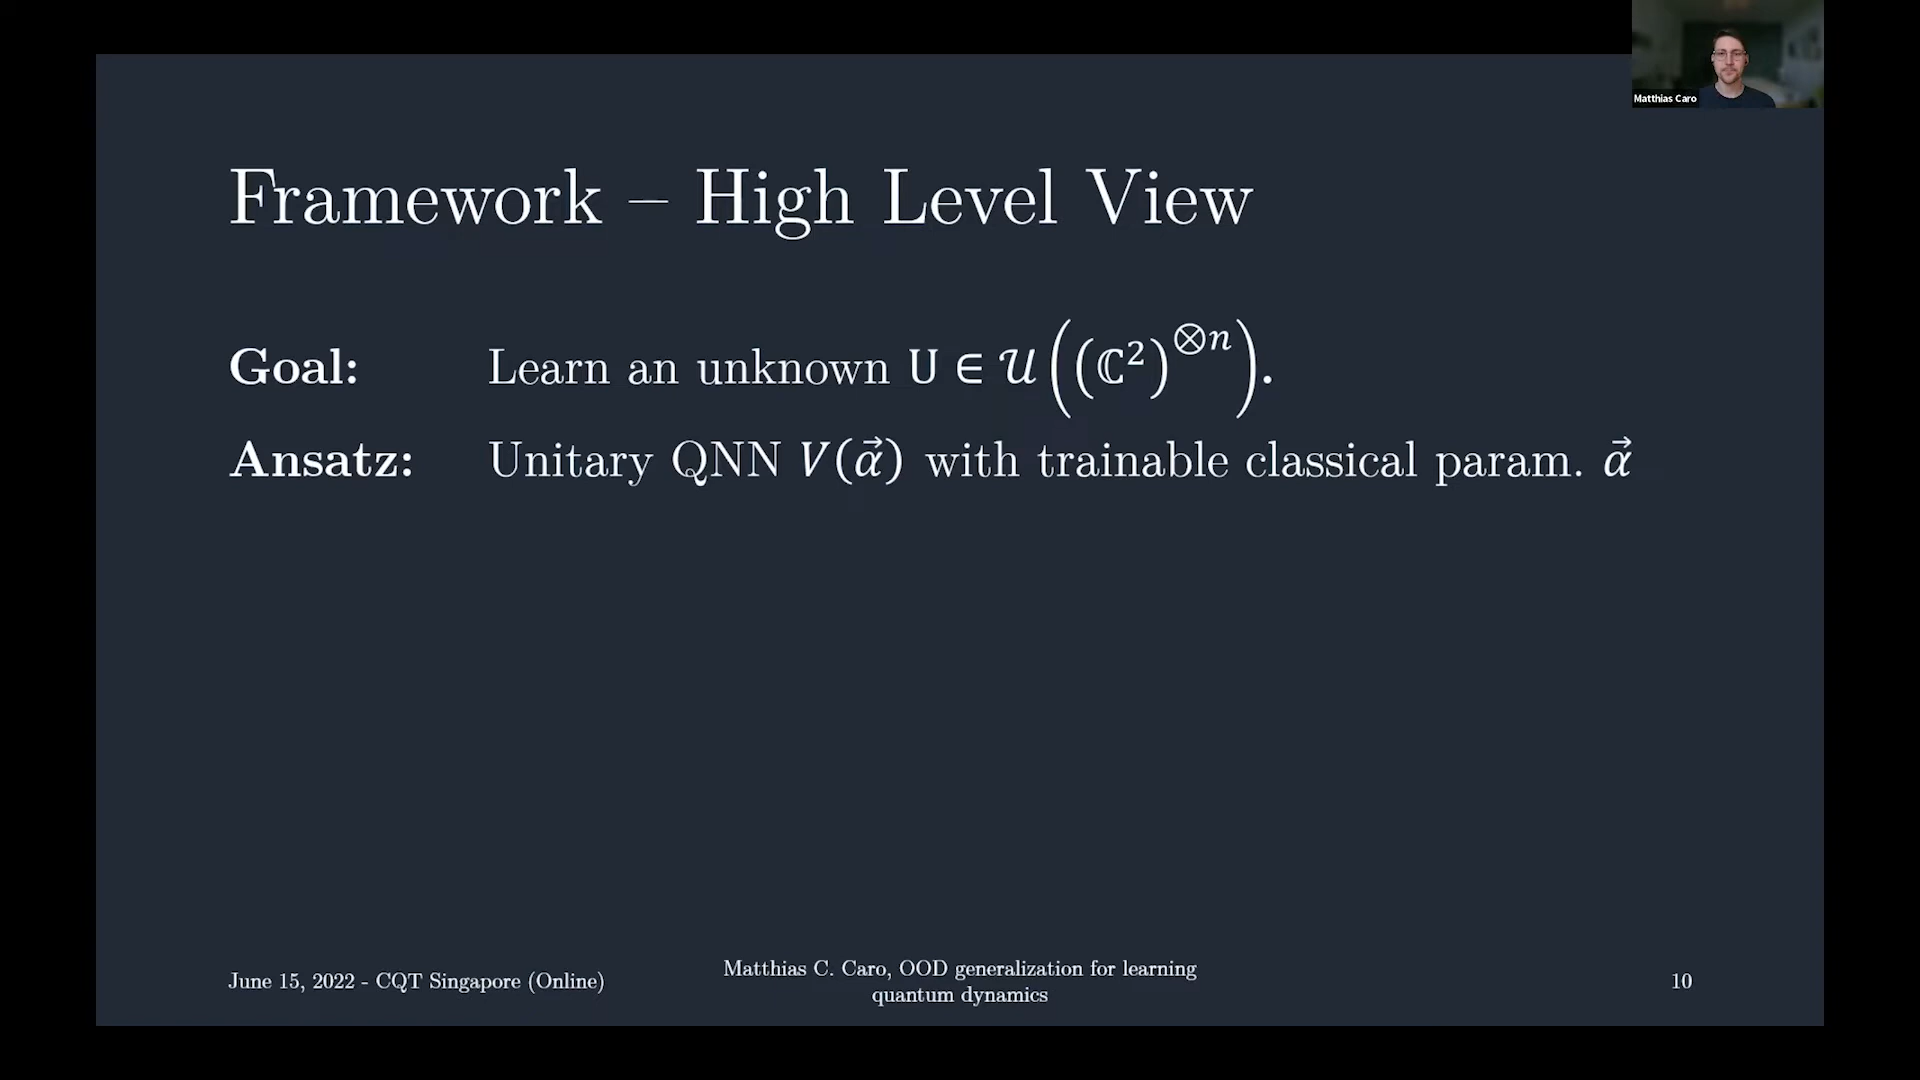 Matthias Caro
Framework – High Level View
Goal: Learn an unknown U ∈ 𝒰((ℂ²)^⊗n).
Ansatz: Unitary QNN V(α⃗) with trainable classical param. α⃗
June 15, 2022 - CQT Singapore (Online)
Matthias C. Caro, OOD generalization for learning
quantum dynamics
10